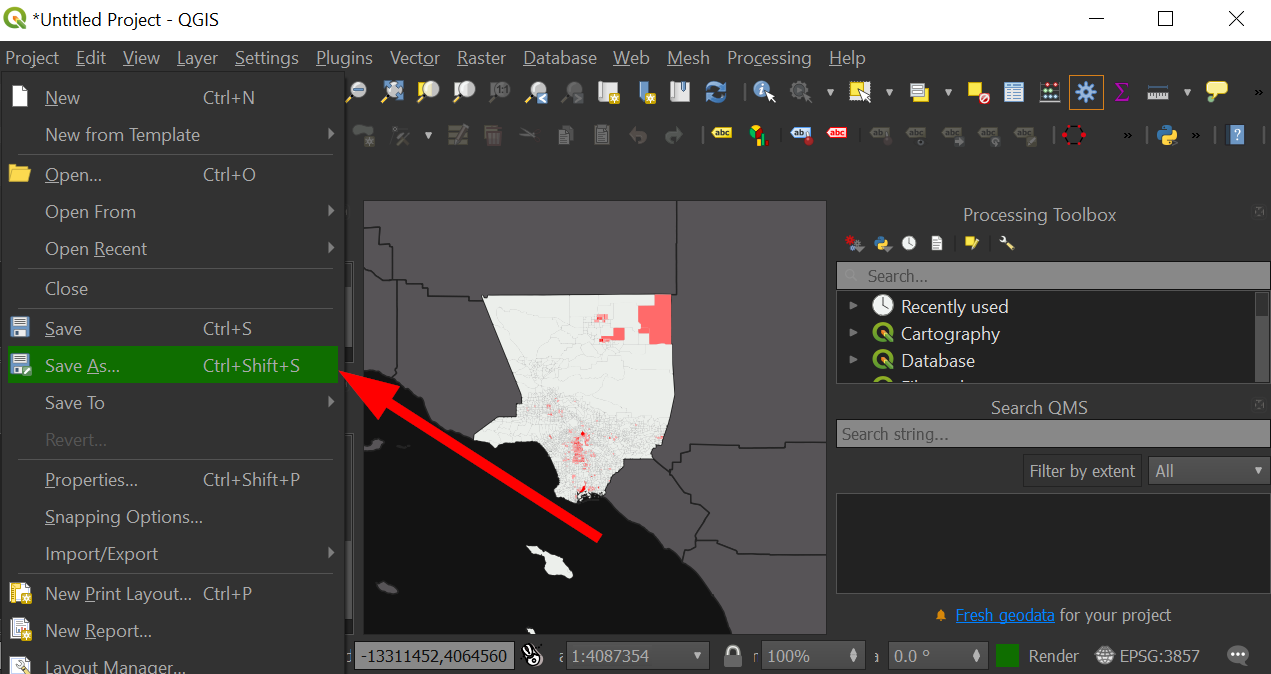 *Untitled Project - QGIS
Project Edit View Layer Settings Plugins Vector Raster Database Web Mesh Processing Help
New Ctrl+N
New from Template
Open... Ctrl+O
Open From
Open Recent
Close
Save Ctrl+S
Save As... Ctrl+Shift+S
Save To
Revert...
Properties... Ctrl+Shift+P
Snapping Options...
Import/Export
New Print Layout... Ctrl+P
New Report...
Layout Manager...
abc abc abc
Processing Toolbox
Search...
Recently used
Cartography
Database
Search QMS
Search string...
Filter by extent All
Fresh geodata for your project
-13311452,4064560 1:4087354 100% 0.0 ° Render EPSG:3857